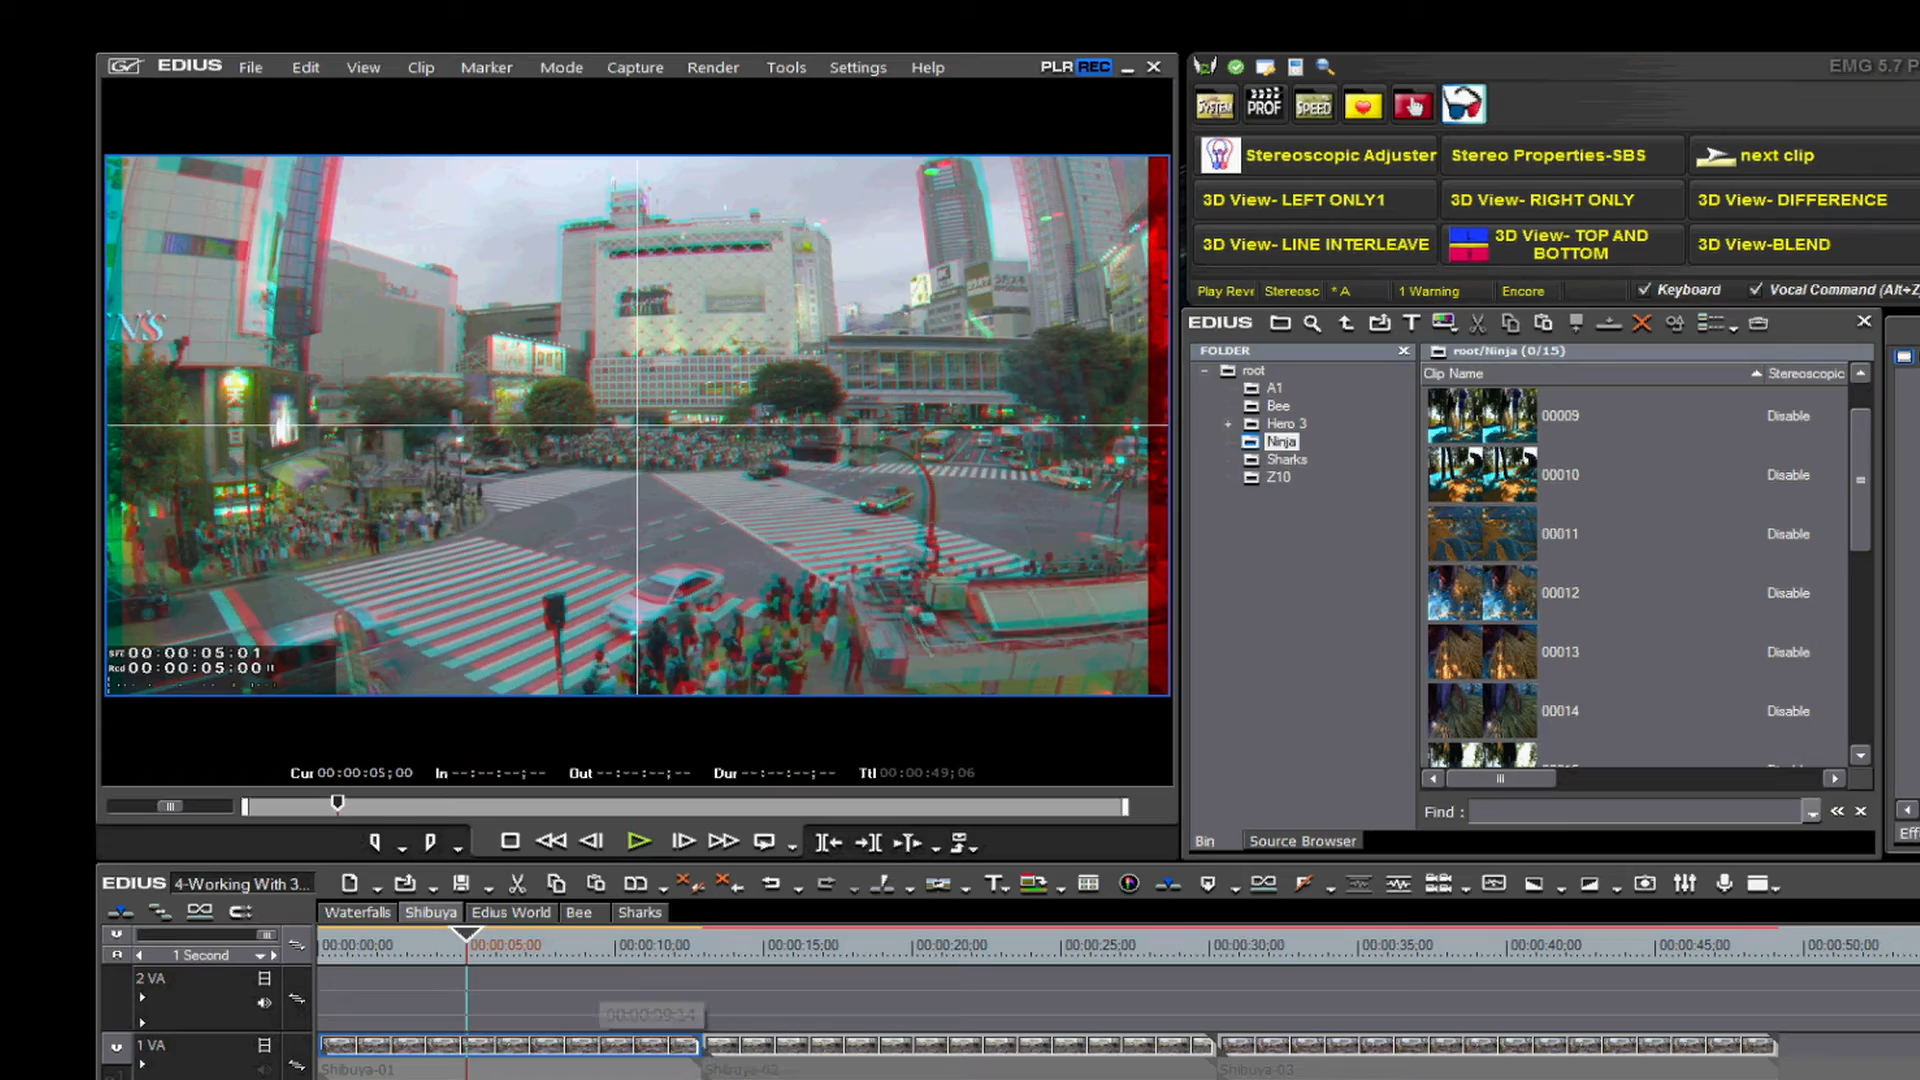 EDIUS File Edit View Clip Marker Mode Capture Render Tools Settings Help PLR REC
EMG 5.7 P
SYSTEM PROF SPEED
Stereoscopic Adjuster Stereo Properties-SBS next clip
3D View- LEFT ONLY1 3D View- RIGHT ONLY 3D View- DIFFERENCE
3D View- LINE INTERLEAVE 3D View- TOP AND BOTTOM 3D View-BLEND
Play Reve Stereosc * A 1 Warning Encore Keyboard Vocal Command (Alt+Z
EDIUS
FOLDER
root
A1
Bee
Hero 3
Ninja
Sharks
Z10
root/Ninja (0/15)
Clip Name Stereoscopic
00009 Disable
00010 Disable
00011 Disable
00012 Disable
00013 Disable
00014 Disable
Find :
Bin Source Browser
Effe
N'S
Src 00:00:05:01
Rcd 00:00:05:00
Cur 00:00:05;00 In --:--:--;-- Out --:--:--;-- Dur --:--:--;-- Ttl 00:00:49;06
EDIUS 4-Working With 3...
Waterfalls Shibuya Edius World Bee Sharks
1 Second
00:00:00;00 00:00:05;00 00:00:10;00 00:00:15;00 00:00:20;00 00:00:25;00 00:00:30;00 00:00:35;00 00:00:40;00 00:00:45;00 00:00:50;00
2 VA
00:00:09:14
1 VA
Shibuya-01 Shibuya-02 Shibuya-03